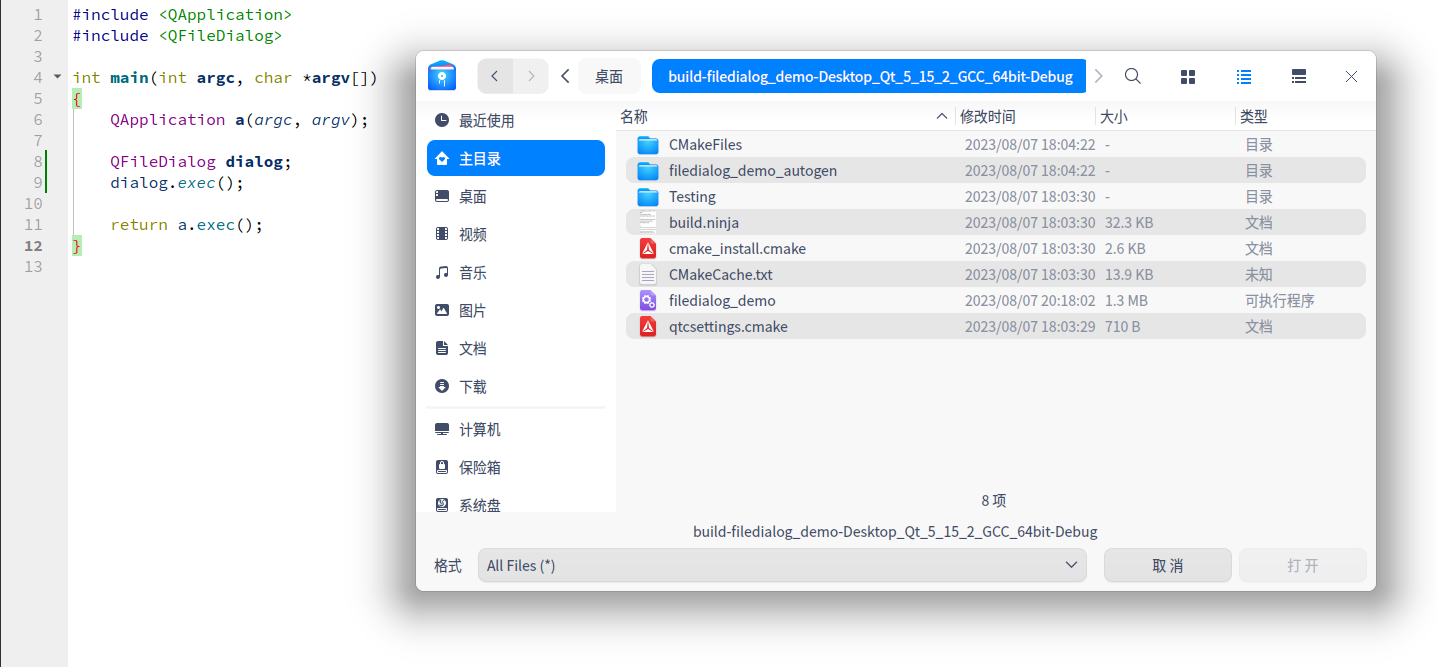 1 #include <QApplication>
2 #include <QFileDialog>
3
4 int main(int argc, char *argv[])
5 {
6 QApplication a(argc, argv);
7
8 QFileDialog dialog;
9 dialog.exec();
10
11 return a.exec();
12 }
13
桌面 build-filedialog_demo-Desktop_Qt_5_15_2_GCC_64bit-Debug
最近使用
主目录
桌面
视频
音乐
图片
文档
下载
计算机
保险箱
系统盘
名称 修改时间 大小 类型
CMakeFiles 2023/08/07 18:04:22 - 目录
filedialog_demo_autogen 2023/08/07 18:04:22 - 目录
Testing 2023/08/07 18:03:30 - 目录
build.ninja 2023/08/07 18:03:30 32.3 KB 文档
cmake_install.cmake 2023/08/07 18:03:30 2.6 KB 文档
CMakeCache.txt 2023/08/07 18:03:30 13.9 KB 未知
filedialog_demo 2023/08/07 20:18:02 1.3 MB 可执行程序
qtcsettings.cmake 2023/08/07 18:03:29 710 B 文档
8 项
build-filedialog_demo-Desktop_Qt_5_15_2_GCC_64bit-Debug
格式 All Files (*) 取 消 打 开